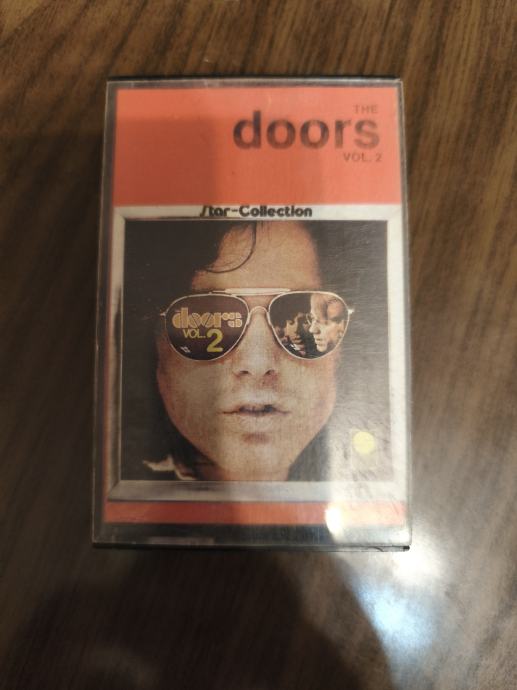 THE
doors
VOL. 2
Star-Collection
doors
VOL. 2